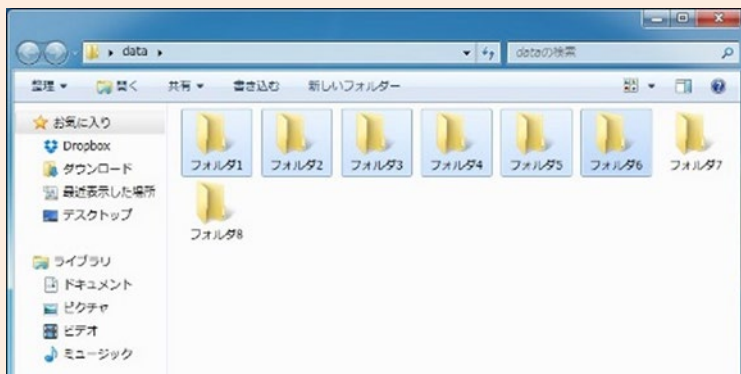 data
dataの検索
整理 開く 共有 書き込む 新しいフォルダー
お気に入り
Dropbox
ダウンロード
最近表示した場所
デスクトップ
ライブラリ
ドキュメント
ピクチャ
ビデオ
ミュージック
フォルダ1 フォルダ2 フォルダ3 フォルダ4 フォルダ5 フォルダ6 フォルダ7
フォルダ8